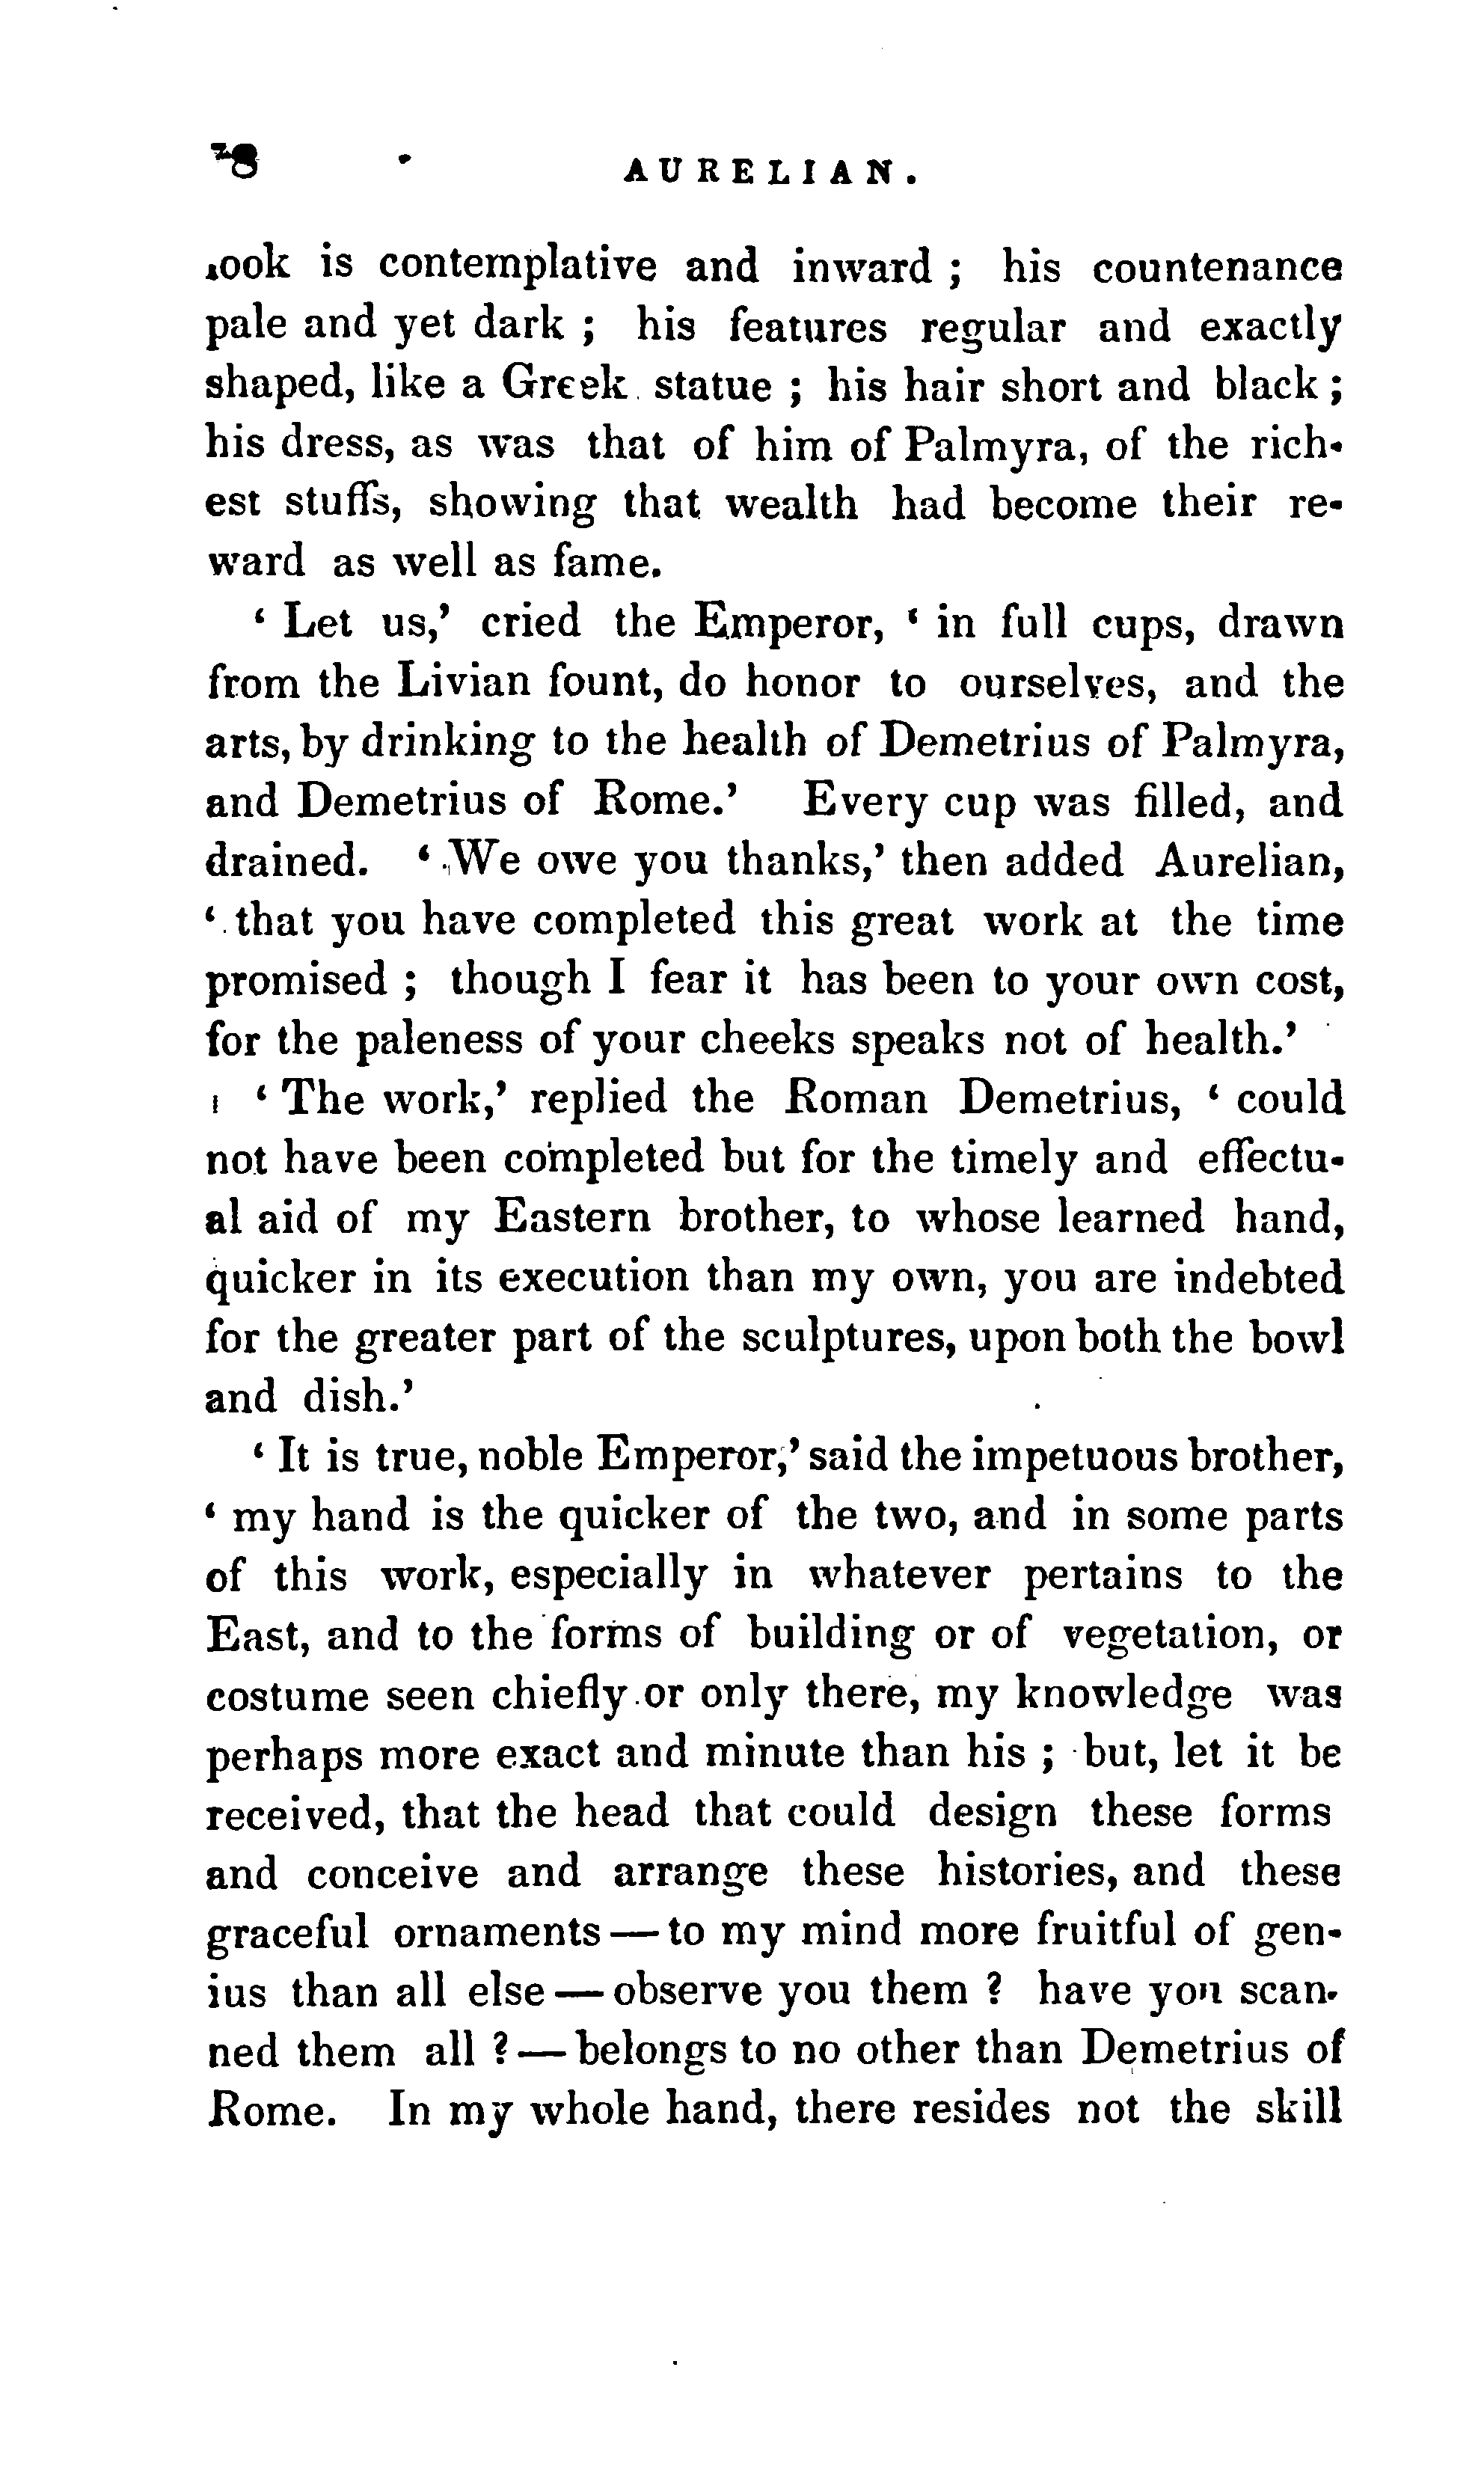 28 AURELIAN.
look is contemplative and inward ; his countenance
pale and yet dark ; his features regular and exactly
shaped, like a Greek statue ; his hair short and black ;
his dress, as was that of him of Palmyra, of the rich-
est stuffs, showing that wealth had become their re-
ward as well as fame.
‘ Let us,’ cried the Emperor, ‘ in full cups, drawn
from the Livian fount, do honor to ourselves, and the
arts, by drinking to the health of Demetrius of Palmyra,
and Demetrius of Rome.’ Every cup was filled, and
drained. ‘ We owe you thanks,’ then added Aurelian,
‘ that you have completed this great work at the time
promised ; though I fear it has been to your own cost,
for the paleness of your cheeks speaks not of health.’
‘ The work,’ replied the Roman Demetrius, ‘ could
not have been completed but for the timely and effectu-
al aid of my Eastern brother, to whose learned hand,
quicker in its execution than my own, you are indebted
for the greater part of the sculptures, upon both the bowl
and dish.’
‘ It is true, noble Emperor,’ said the impetuous brother,
‘ my hand is the quicker of the two, and in some parts
of this work, especially in whatever pertains to the
East, and to the forms of building or of vegetation, or
costume seen chiefly or only there, my knowledge was
perhaps more exact and minute than his ; but, let it be
received, that the head that could design these forms
and conceive and arrange these histories, and these
graceful ornaments — to my mind more fruitful of gen-
ius than all else — observe you them ? have you scan-
ned them all ? — belongs to no other than Demetrius of
Rome. In my whole hand, there resides not the skill